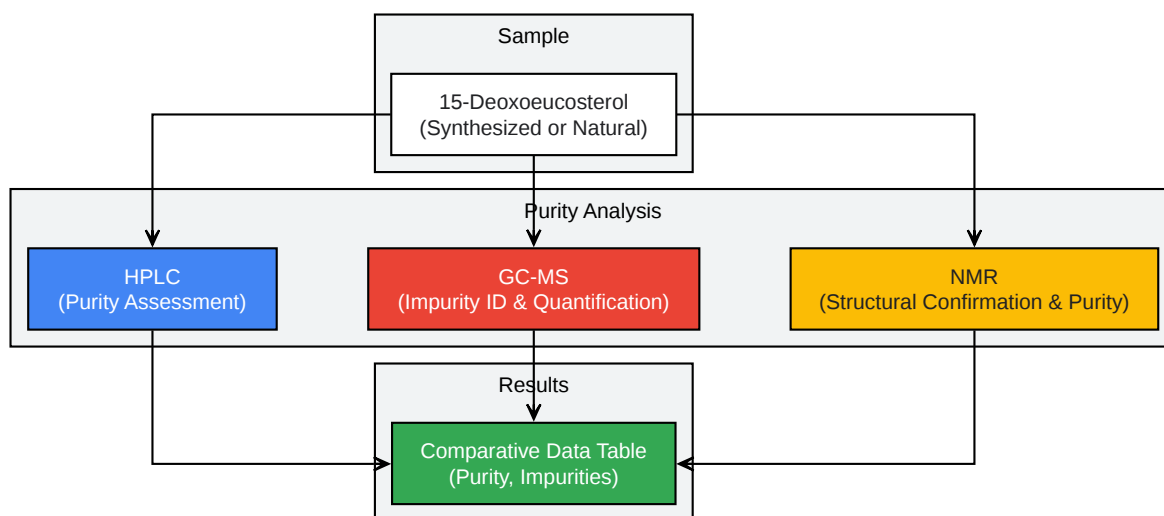 Sample
15-Deoxoeucosterol
(Synthesized or Natural)
Purity Analysis
HPLC
(Purity Assessment)
GC-MS
(Impurity ID & Quantification)
NMR
(Structural Confirmation & Purity)
Results
Comparative Data Table
(Purity, Impurities)